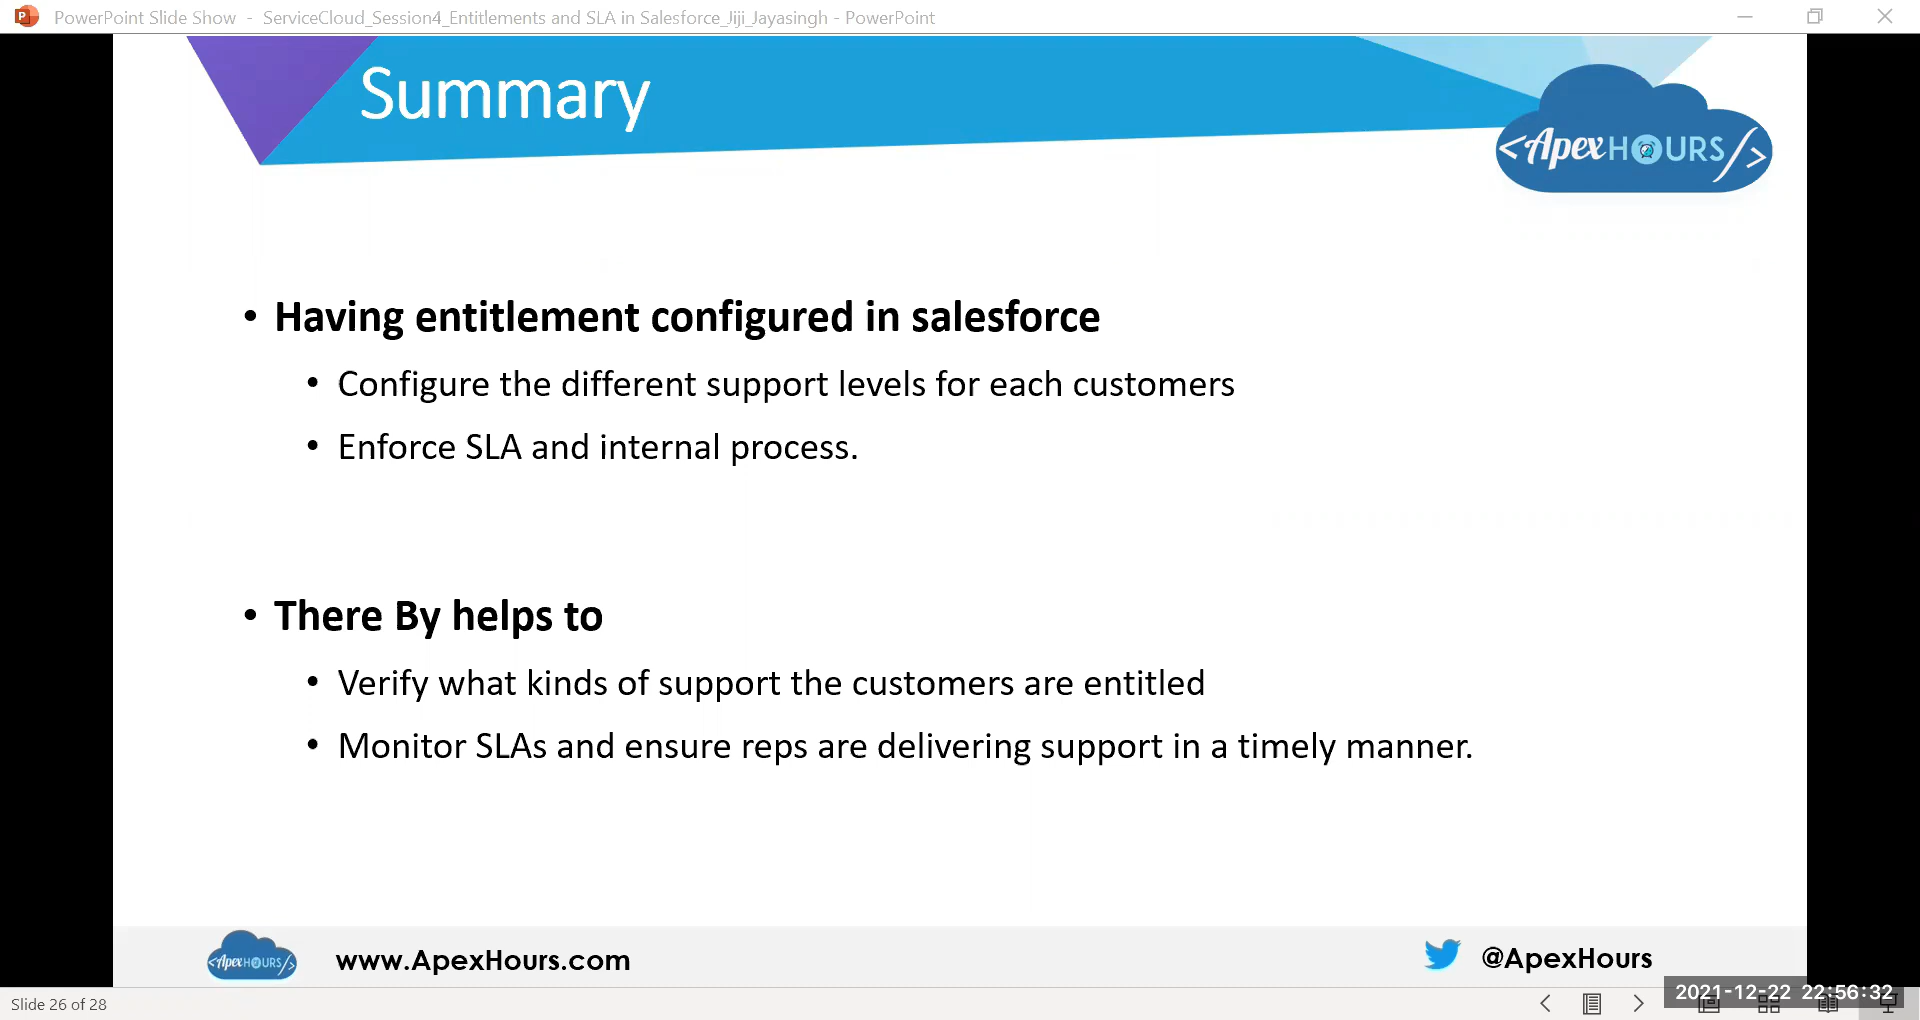 PowerPoint Slide Show - ServiceCloud_Session4_Entitlements and SLA in Salesforce_Jiji_Jayasingh - PowerPoint
Summary
<ApexHOURS/>
• Having entitlement configured in salesforce
• Configure the different support levels for each customers
• Enforce SLA and internal process.
• There By helps to
• Verify what kinds of support the customers are entitled
• Monitor SLAs and ensure reps are delivering support in a timely manner.
<ApexHOURS/>
www.ApexHours.com
@ApexHours
2021-12-22 22:56:32
Slide 26 of 28